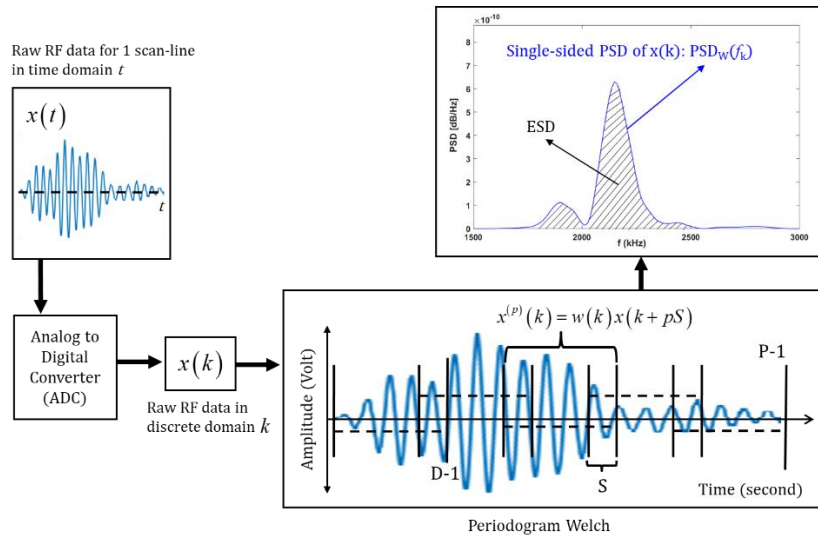 Raw RF data for 1 scan-line
in time domain t
x(t)
t
Analog to
Digital
Converter
(ADC)
x(k)
Raw RF data in
discrete domain k
×10⁻¹⁰
Single-sided PSD of x(k): PSD_W(f_k)
ESD
PSD [dB/Hz]
8
7
6
5
4
3
2
1
0
1500
2000
2500
3000
f (kHz)
x^(p)(k) = w(k)x(k + pS)
P-1
Amplitude (Volt)
D-1
S
Time (second)
Periodogram Welch